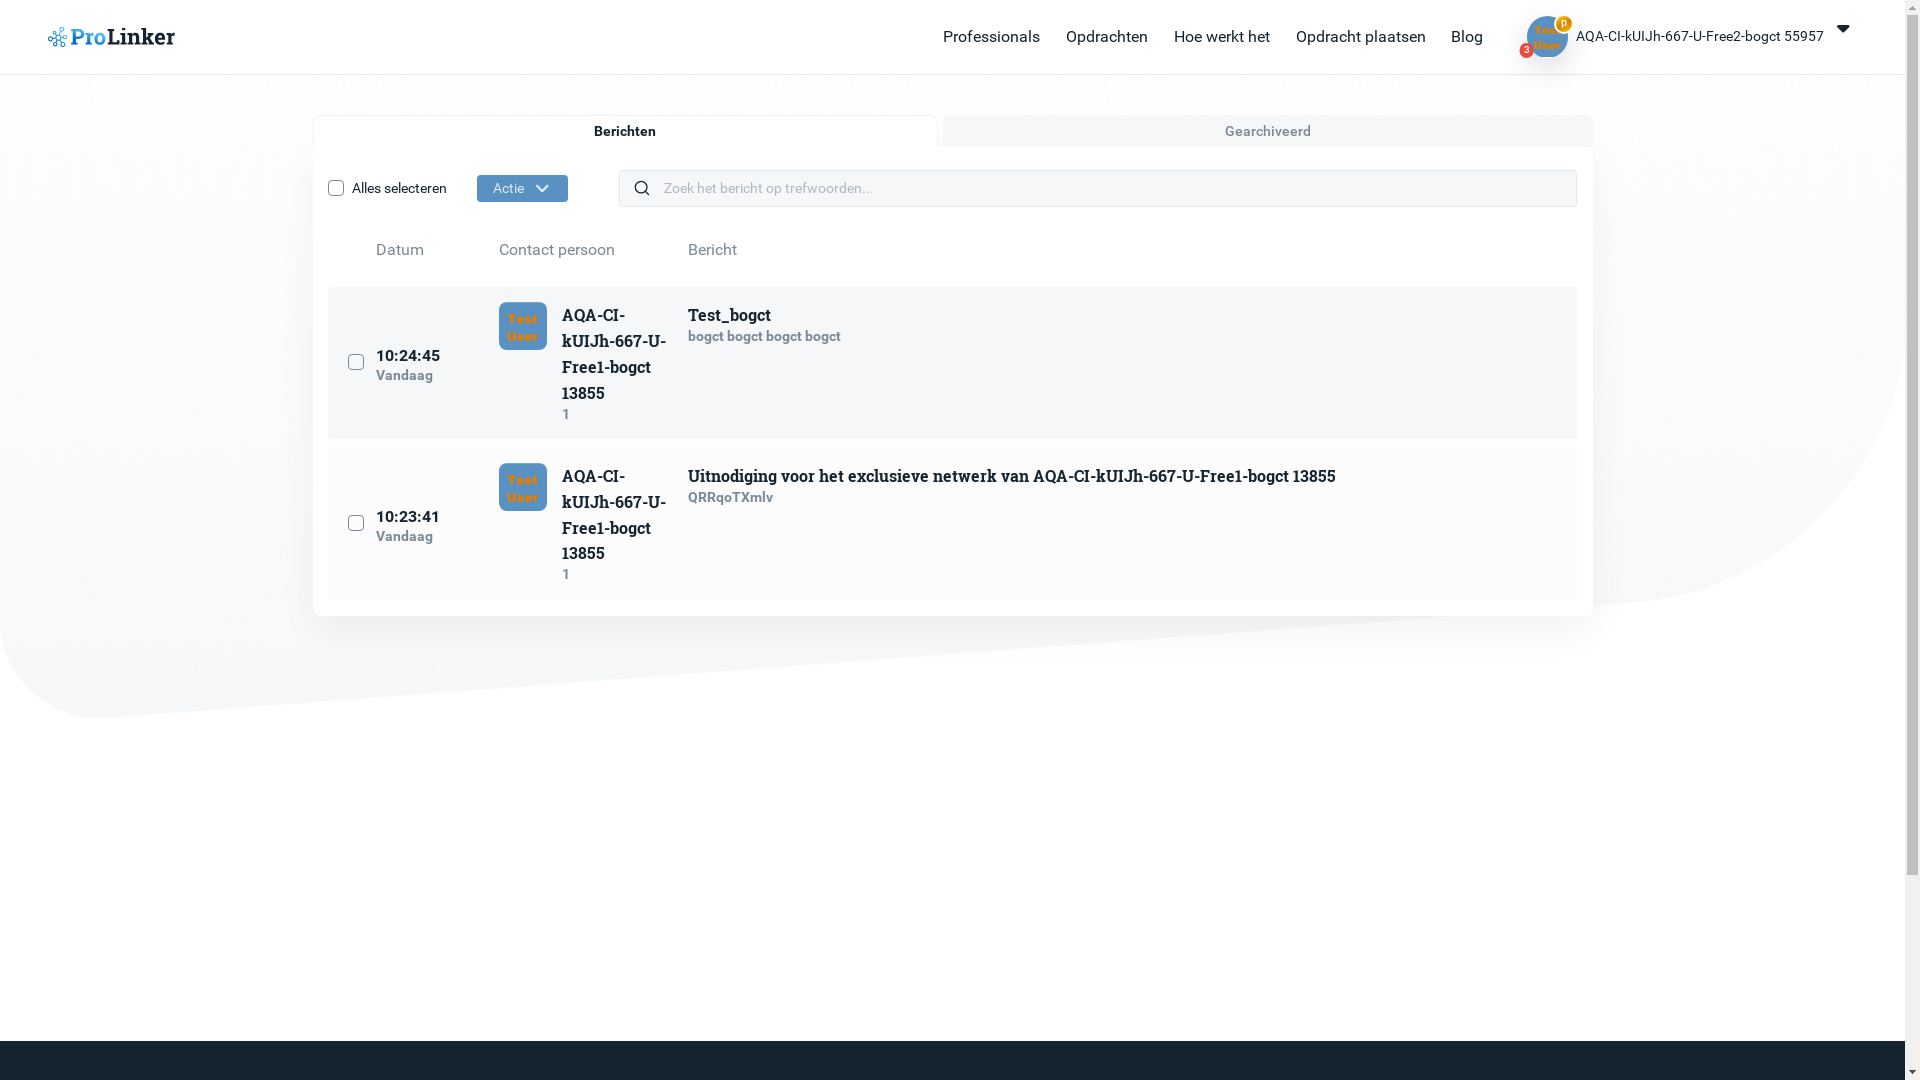 ProLinker
Professionals
Opdrachten
Hoe werkt het
Opdracht plaatsen
Blog
Test
User
p
3
AQA-CI-kUIJh-667-U-Free2-bogct 55957
Berichten
Gearchiveerd
Alles selecteren
Actie
Zoek het bericht op trefwoorden...
Datum
Contact persoon
Bericht
10:24:45
Vandaag
Test
User
AQA-CI-
kUIJh-667-U-
Free1-bogct
13855
1
Test_bogct
bogct bogct bogct bogct
10:23:41
Vandaag
Test
User
AQA-CI-
kUIJh-667-U-
Free1-bogct
13855
1
Uitnodiging voor het exclusieve netwerk van AQA-CI-kUIJh-667-U-Free1-bogct 13855
QRRqoTXmlv